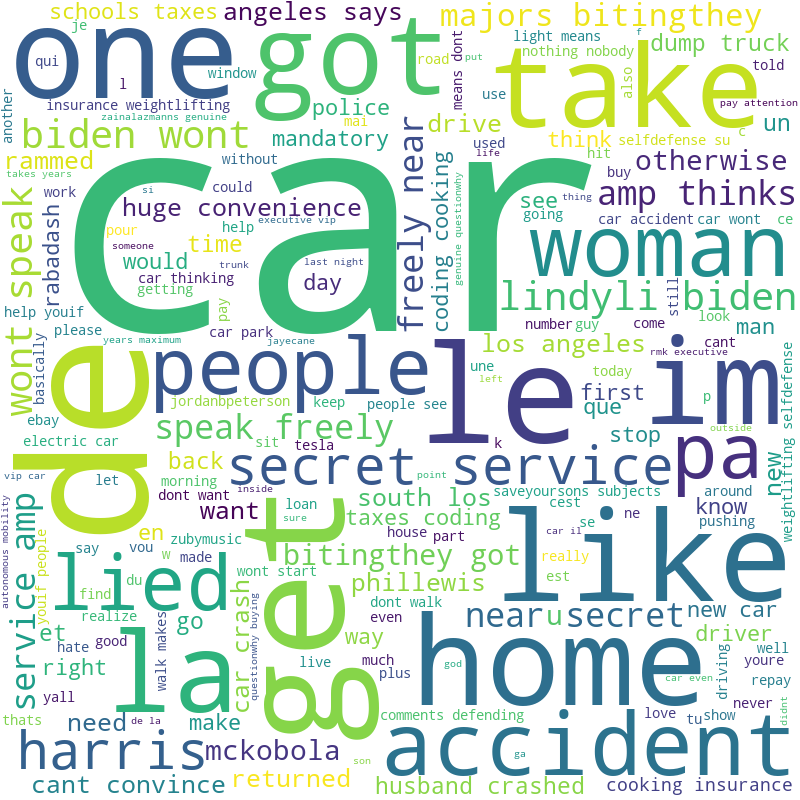 schools taxes
angeles says
majors bitingthey
je
one
got
take
light means
nothing nobody
dump truck
qui
l
window
road
means dont
put
f
also
told
another
insurance weightlifting
zainalazmanns genuine
police
mai
use
pay attention
biden wont
mandatory
drive
think
selfdefense su
c
un
rammed
without
used
life
hit
otherwise
takes years
work
si
could
freely near
coding cooking
see
buy
thing
amp thinks
wont speak
rabadash
huge convenience
car
going
car accident
car wont
ce
pour
help
executive vip
someone
time
trunk
last night
woman
would
car thinking
day
genuine questionwhy
getting
pay
lindyli biden
still
look
help youif
please
car park
number
guy
come
man
years maximum
jayecane
los angeles
cant
basically
de
people
le
im
rmk executive
une
today
left
first
p
jordanbpeterson
keep
people see
que
ebay
speak freely
stop
pa
outside
new
weightlifting selfdefense
electric car
sit
tesla
k
vip car
back
secret service
let
morning
point
inside
dont want
want
loan
south los
saveyoursons subjects
around
know
service amp
autonomous mobility
en
sure
taxes coding
cest
se
ne
pushing
say
vou
w
zubymusic
house
part
car il
like
youif people
lied
made
get
bitingthey got
really
wont start
est
find
du
car crash
phillewis
realize
dont walk
home
near
u
secret
new car
et
la
go
walk makes
even
way
driver
hate
good
right
questionwhy buying
live
much
plus
god
car even
driving
well
youre
repay
yall
thats
de la
need
make
comments defending
accident
love
tu
show
never
didnt
harris
mckobola
son
ga
cant convince
returned
husband crashed
cooking insurance